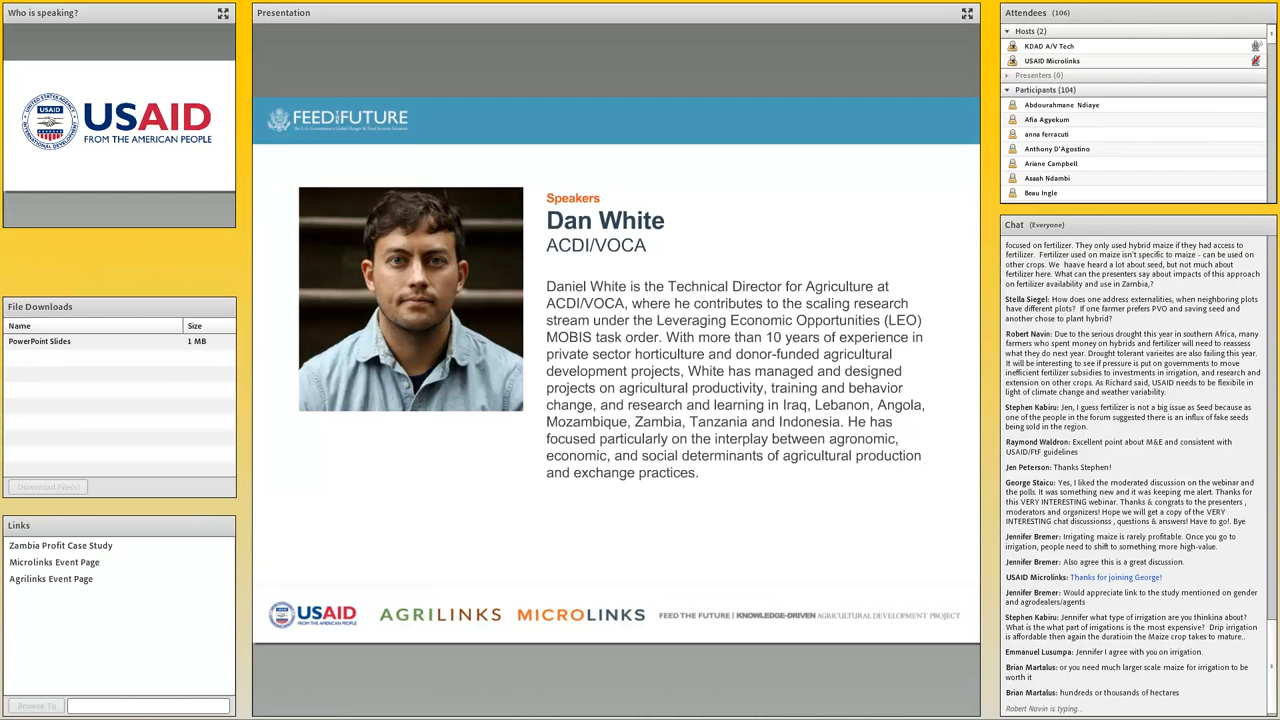 Who is speaking?
USAID
FROM THE AMERICAN PEOPLE
File Downloads
Name Size
PowerPoint Slides 1 MB
Download File(s)
Links
Zambia Profit Case Study
Microlinks Event Page
Agrilinks Event Page
Browse To
Presentation
FEED THE FUTURE
The U.S. Government's Global Hunger & Food Security Initiative
Speakers
Dan White
ACDI/VOCA
Daniel White is the Technical Director for Agriculture at
ACDI/VOCA, where he contributes to the scaling research
stream under the Leveraging Economic Opportunities (LEO)
MOBIS task order. With more than 10 years of experience in
private sector horticulture and donor-funded agricultural
development projects, White has managed and designed
projects on agricultural productivity, training and behavior
change, and research and learning in Iraq, Lebanon, Angola,
Mozambique, Zambia, Tanzania and Indonesia. He has
focused particularly on the interplay between agronomic,
economic, and social determinants of agricultural production
and exchange practices.
USAID
FROM THE AMERICAN PEOPLE
AGRILINKS
MICROLINKS
FEED THE FUTURE | KNOWLEDGE-DRIVEN AGRICULTURAL DEVELOPMENT PROJECT
Attendees (106)
Hosts (2)
KDAD A/V Tech
USAID Microlinks
Presenters (0)
Participants (104)
Abdourahmane Ndiaye
Afia Agyekum
anna ferracuti
Anthony D'Agostino
Ariane Campbell
Asaah Ndambi
Beau Ingle
Chat (Everyone)
focused on fertilizer. They only used hybrid maize if they had access to
fertilizer. Fertilizer used on maize isn't specific to maize - can be used on
other crops. We haave heard a lot about seed, but not much about
fertilizer here. What can the presenters say about impacts of this approach
on fertilizer availability and use in Zambia,?
Stella Siegel: How does one address externalities, when neighboring plots
have different plots? If one farmer prefers PVO and saving seed and
another chose to plant hybrid?
Robert Navin: Due to the serious drought this year in southern Africa, many
farmers who spent money on hybrids and fertilizer will need to reassess
what they do next year. Drought tolerant varieites are also failing this year.
It will be interesting to see if pressure is put on governments to move
inefficient fertilizer subsidies to investments in irrigation, and research and
extension on other crops. As Richard said, USAID needs to be flexibile in
light of climate change and weather variability.
Stephen Kabiru: Jen, I guess fertilizer is not a big issue as Seed because as
one of the people in the forum suggested there is an influx of fake seeds
being sold in the region.
Raymond Waldron: Excellent point about M&E and consistent with
USAID/FtF guidelines
Jen Peterson: Thanks Stephen!
George Staicu: Yes, I liked the moderated discussion on the webinar and
the polls. It was something new and it was keeping me alert. Thanks for
this VERY INTERESTING webinar. Thanks & congrats to the presenters ,
moderators and organizers! Hope we will get a copy of the VERY
INTERESTING chat discussionss , questions & answers! Have to go!. Bye
Jennifer Bremer: Irrigating maize is rarely profitable. Once you go to
irrigation, people need to shift to something more high-value.
Jennifer Bremer: Also agree this is a great discussion.
USAID Microlinks: Thanks for joining George!
Jennifer Bremer: Would appreciate link to the study mentioned on gender
and agrodealers/agents
Stephen Kabiru: Jennifer what type of irrigation are you thinkina about?
What is the what part of irrigations is the most expensive? Drip irrigation
is affordable then again the duratioin the Maize crop takes to mature..
Emmanuel Lusumpa: Jennifer I agree with you on irrigation.
Brian Martalus: or you need much larger scale maize for irrigation to be
worth it
Brian Martalus: hundreds or thousands of hectares
Robert Navin is typing...